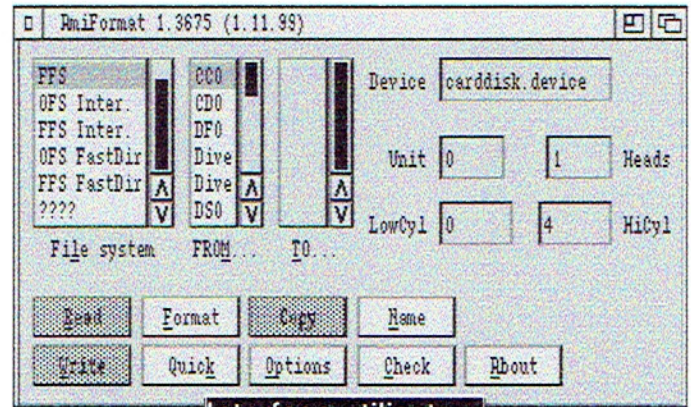 AmiFormat 1.3675 (1.11.99)
FFS
OFS Inter.
FFS Inter.
OFS FastDir
FFS FastDir
????
File system
CC0
CD0
DF0
Dive
Dive
DS0
FROM...
TO...
Device carddisk.device
Unit 0 1 Heads
LowCyl 0 4 HiCyl
Read Format Copy Name
Write Quick Options Check About